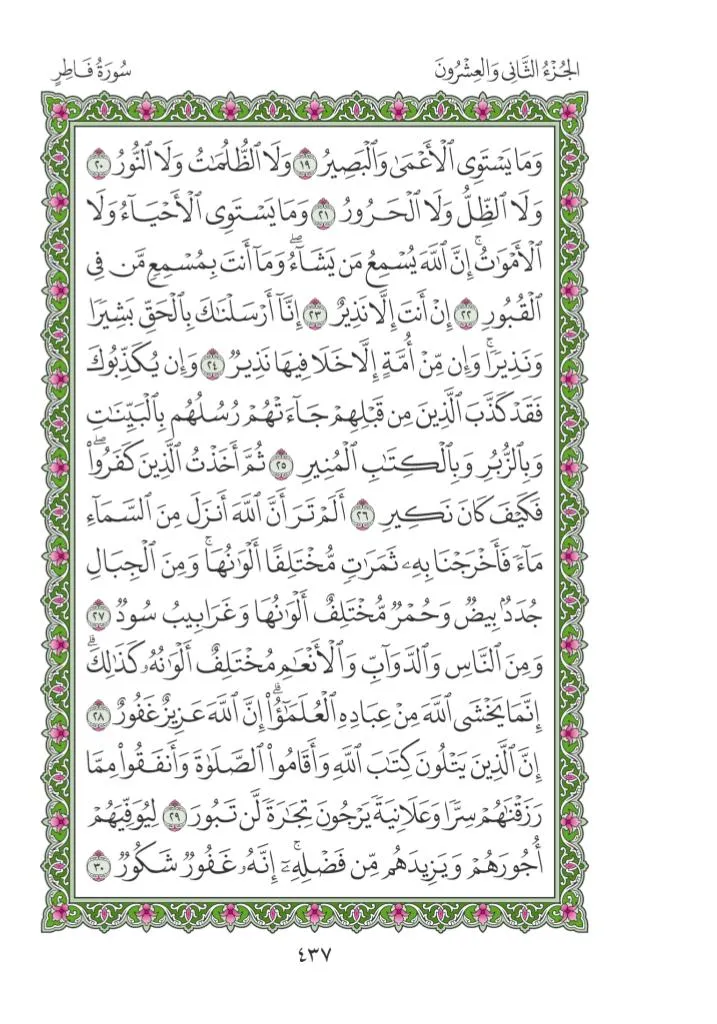 الجُزْءُ الثَّانِي وَالعِشْرُونَ
سُورَةُ فَاطِرٍ
وَمَا يَسْتَوِى ٱلْأَعْمَىٰ وَٱلْبَصِيرُ ۝١٩ وَلَا ٱلظُّلُمَٰتُ وَلَا ٱلنُّورُ ۝٢٠
وَلَا ٱلظِّلُّ وَلَا ٱلْحَرُورُ ۝٢١ وَمَا يَسْتَوِى ٱلْأَحْيَآءُ وَلَا
ٱلْأَمْوَٰتُۚ إِنَّ ٱللَّهَ يُسْمِعُ مَن يَشَآءُۖ وَمَآ أَنتَ بِمُسْمِعٍ مَّن فِى
ٱلْقُبُورِ ۝٢٢ إِنْ أَنتَ إِلَّا نَذِيرٌ ۝٢٣ إِنَّآ أَرْسَلْنَٰكَ بِٱلْحَقِّ بَشِيرًا
وَنَذِيرًاۚ وَإِن مِّنْ أُمَّةٍ إِلَّا خَلَا فِيهَا نَذِيرٌ ۝٢٤ وَإِن يُكَذِّبُوكَ
فَقَدْ كَذَّبَ ٱلَّذِينَ مِن قَبْلِهِمْ جَآءَتْهُمْ رُسُلُهُم بِٱلْبَيِّنَٰتِ
وَبِٱلزُّبُرِ وَبِٱلْكِتَٰبِ ٱلْمُنِيرِ ۝٢٥ ثُمَّ أَخَذْتُ ٱلَّذِينَ كَفَرُوا۟ۖ
فَكَيْفَ كَانَ نَكِيرِ ۝٢٦ أَلَمْ تَرَ أَنَّ ٱللَّهَ أَنزَلَ مِنَ ٱلسَّمَآءِ
مَآءً فَأَخْرَجْنَا بِهِۦ ثَمَرَٰتٍ مُّخْتَلِفًا أَلْوَٰنُهَاۚ وَمِنَ ٱلْجِبَالِ
جُدَدٌۢ بِيضٌ وَحُمْرٌ مُّخْتَلِفٌ أَلْوَٰنُهَا وَغَرَابِيبُ سُودٌ ۝٢٧
وَمِنَ ٱلنَّاسِ وَٱلدَّوَآبِّ وَٱلْأَنْعَٰمِ مُخْتَلِفٌ أَلْوَٰنُهُۥ كَذَٰلِكَۗ
إِنَّمَا يَخْشَى ٱللَّهَ مِنْ عِبَادِهِ ٱلْعُلَمَٰٓؤُا۟ۗ إِنَّ ٱللَّهَ عَزِيزٌ غَفُورٌ ۝٢٨
إِنَّ ٱلَّذِينَ يَتْلُونَ كِتَٰبَ ٱللَّهِ وَأَقَامُوا۟ ٱلصَّلَوٰةَ وَأَنفَقُوا۟ مِمَّا
رَزَقْنَٰهُمْ سِرًّا وَعَلَانِيَةً يَرْجُونَ تِجَٰرَةً لَّن تَبُورَ ۝٢٩ لِيُوَفِّيَهُمْ
أُجُورَهُمْ وَيَزِيدَهُم مِّن فَضْلِهِۦٓۚ إِنَّهُۥ غَفُورٌ شَكُورٌ ۝٣٠
٤٣٧